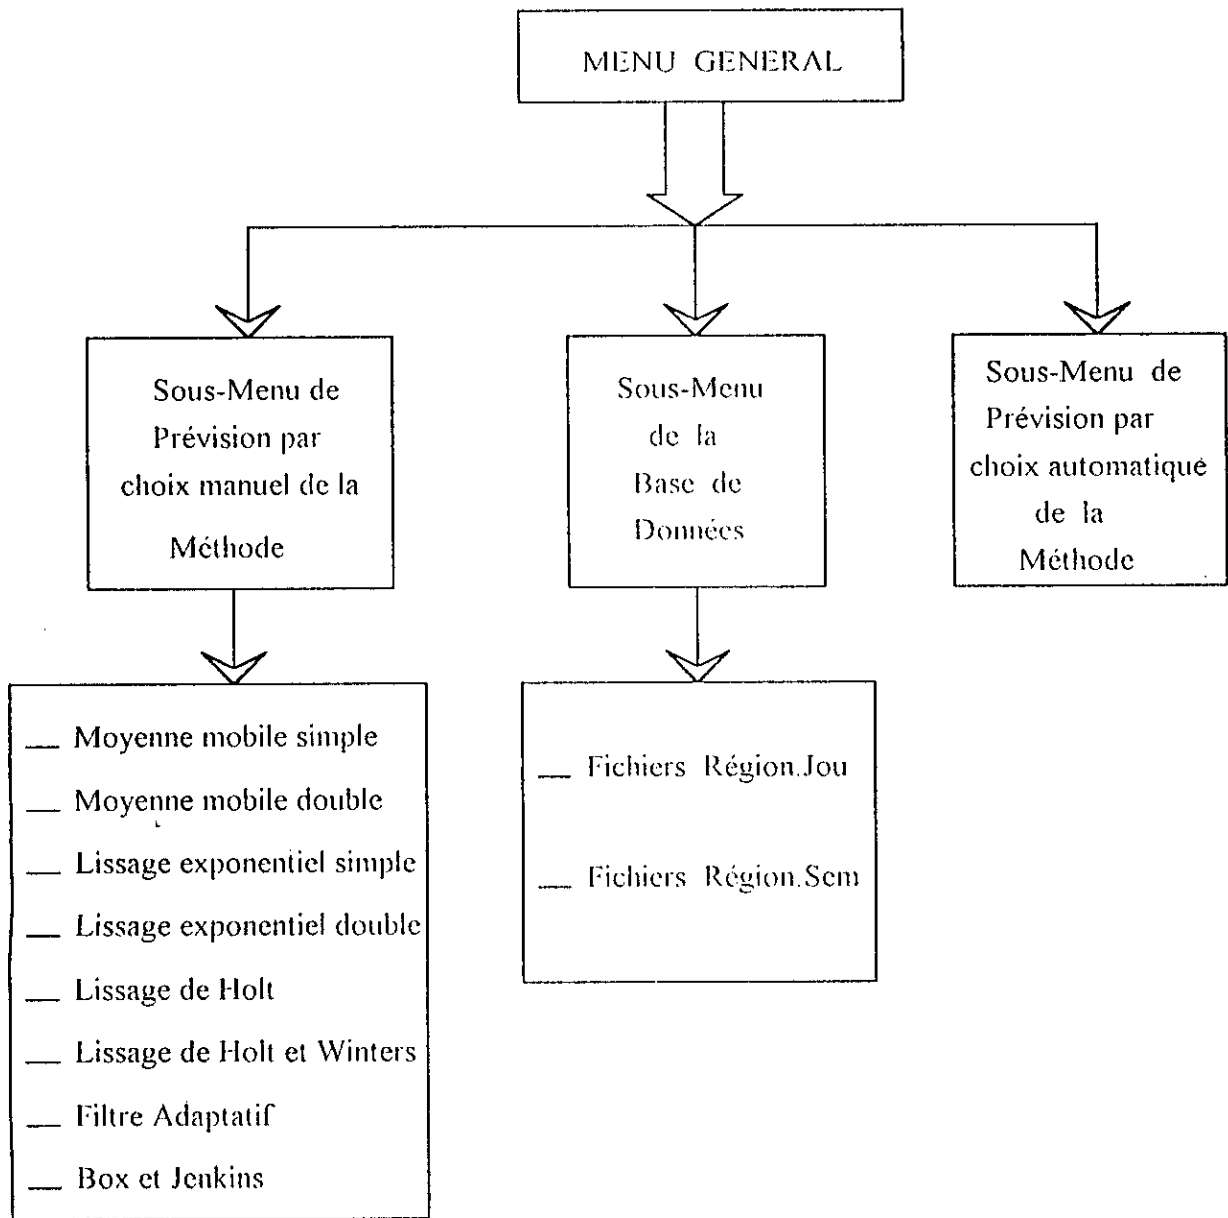 MENU GENERAL
Sous-Menu de
Prévision par
choix manuel de la
Méthode
Sous-Menu
de la
Base de
Données
Sous-Menu de
Prévision par
choix automatique
de la
Méthode
__ Moyenne mobile simple
__ Moyenne mobile double
__ Lissage exponentiel simple
__ Lissage exponentiel double
__ Lissage de Holt
__ Lissage de Holt et Winters
__ Filtre Adaptatif
__ Box et Jenkins
__ Fichiers Région.Jou
__ Fichiers Région.Sem